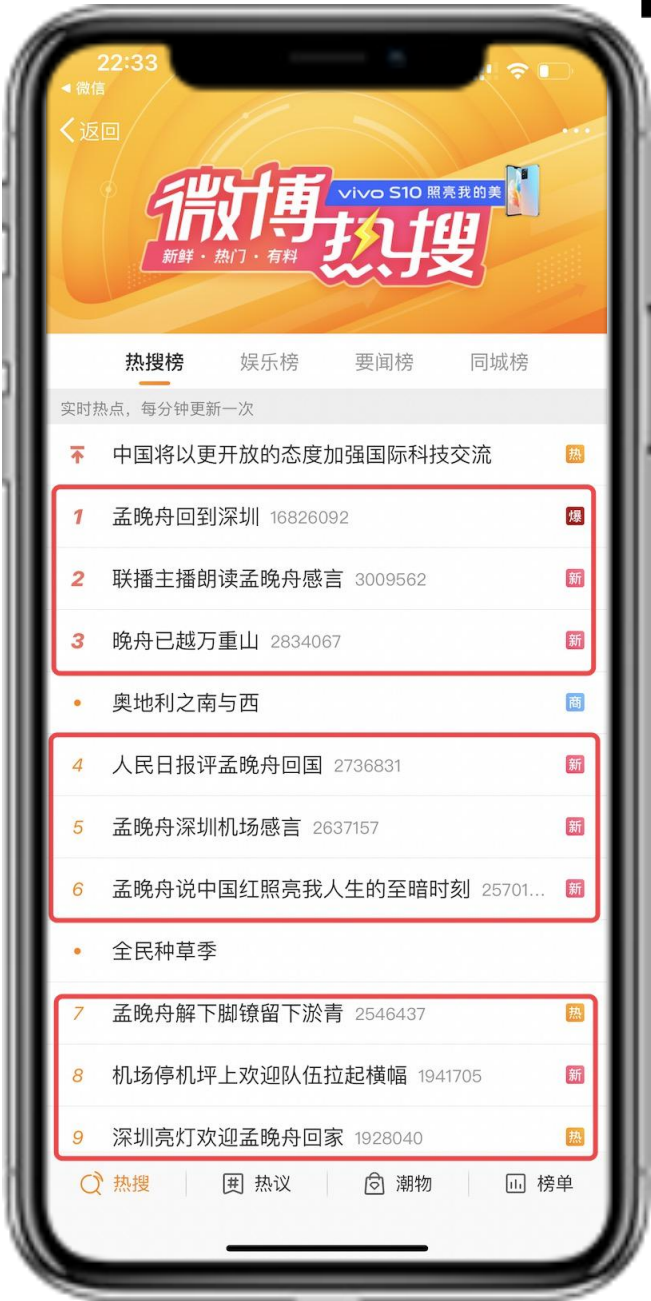 22:33
微信
返回
微博热搜
vivo S10 照亮我的美
新鲜·热门·有料
热搜榜 娱乐榜 要闻榜 同城榜
实时热点，每分钟更新一次
中国将以更开放的态度加强国际科技交流 热
1 孟晚舟回到深圳 16826092 爆
2 联播主播朗读孟晚舟感言 3009562 新
3 晚舟已越万重山 2834067 新
奥地利之南与西 商
4 人民日报评孟晚舟回国 2736831 新
5 孟晚舟深圳机场感言 2637157 新
6 孟晚舟说中国红照亮我人生的至暗时刻 25701... 新
全民种草季
7 孟晚舟解下脚镣留下淤青 2546437 热
8 机场停机坪上欢迎队伍拉起横幅 1941705 新
9 深圳亮灯欢迎孟晚舟回家 1928040 热
热搜 热议 潮物 榜单